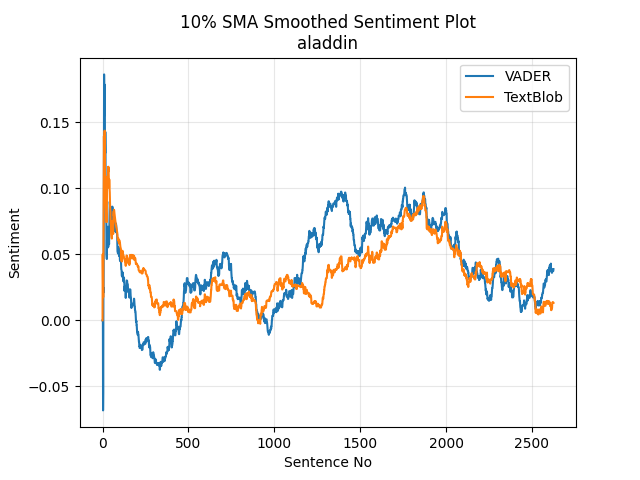 10% SMA Smoothed Sentiment Plot
aladdin
VADER
TextBlob
Sentiment
0.15
0.10
0.05
0.00
−0.05
0
500
1000
1500
2000
2500
Sentence No